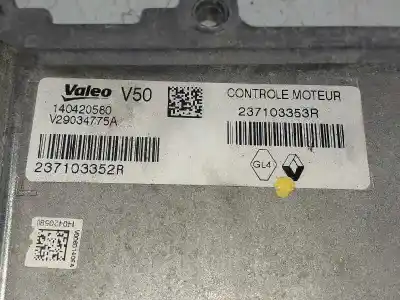 Valeo V50
140420560
V29034775A
237103352R
CONTROLE MOTEUR
237103353R
GL4